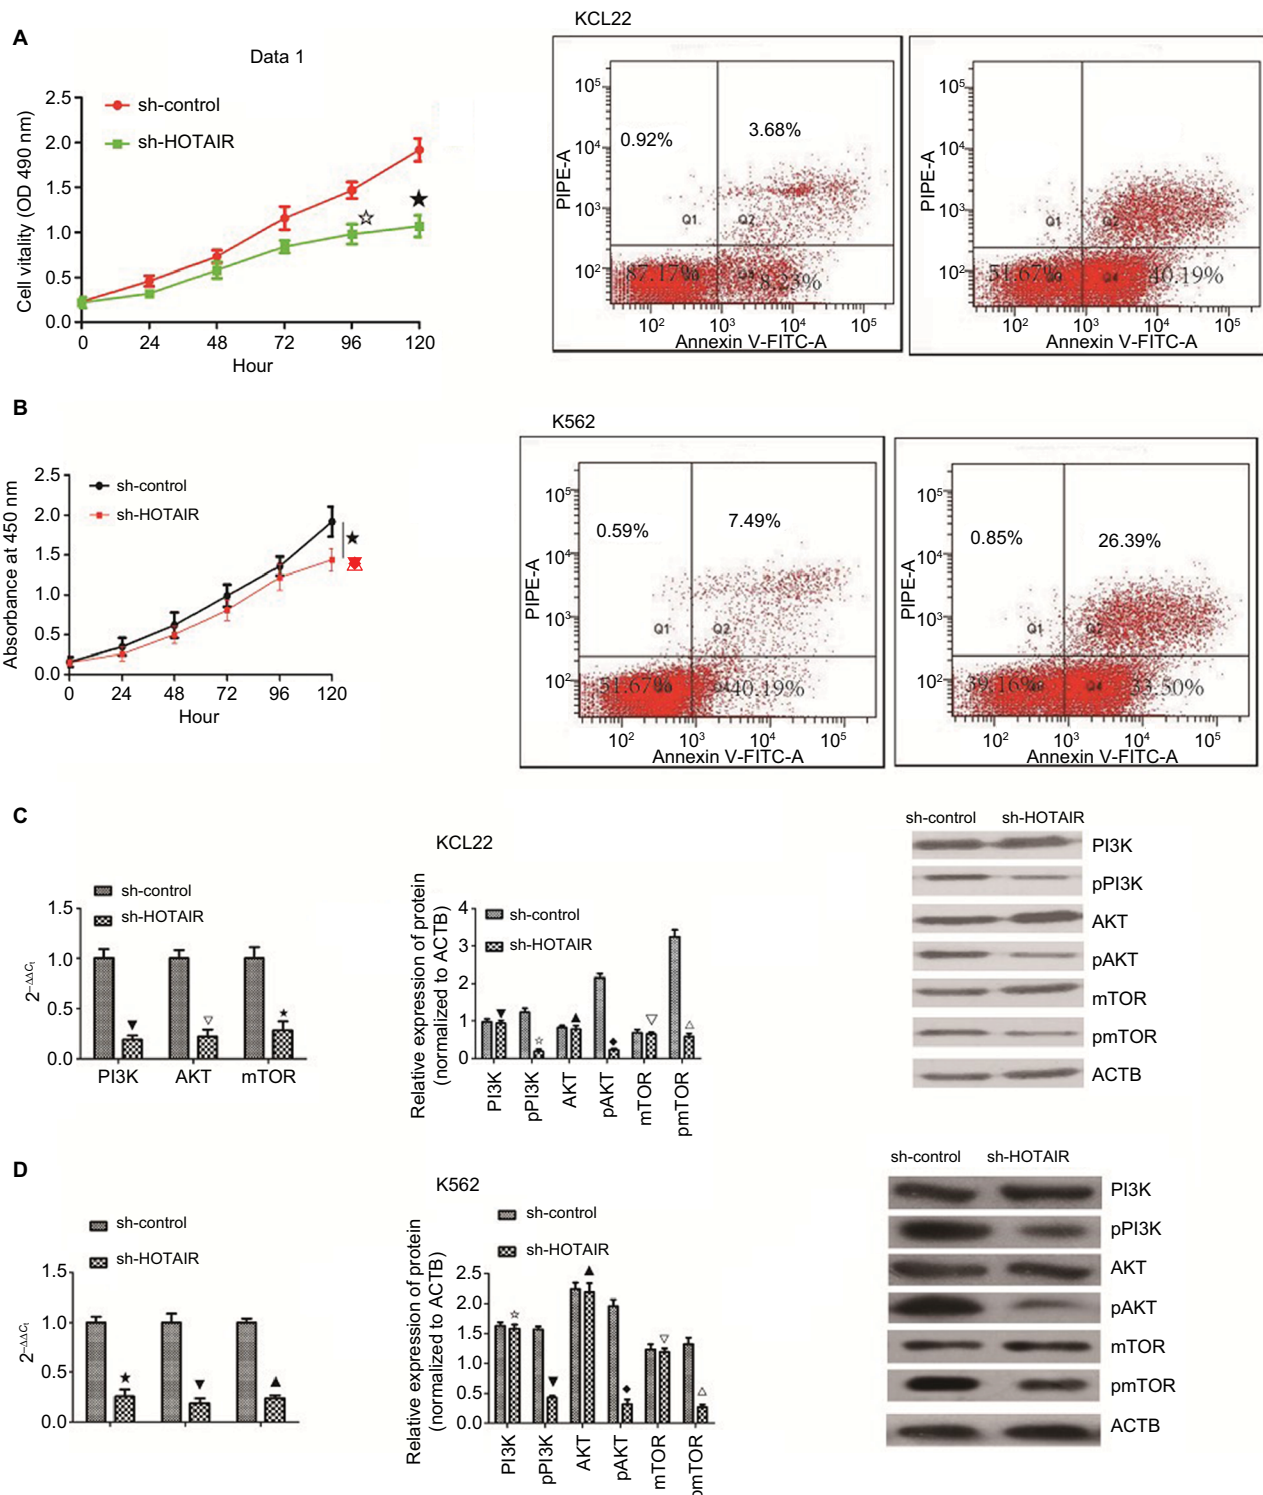 A
Data 1
sh-control
sh-HOTAIR
Cell vitality (OD 490 nm)
2.5
2.0
1.5
1.0
0.5
0.0
0 24 48 72 96 120
Hour
KCL22
PIPE-A
10⁵
10⁴
10³
10²
0.92% 3.68%
Q1 Q2
87.17% 8.23%
10² 10³ 10⁴ 10⁵
Annexin V-FITC-A
PIPE-A
10⁵
10⁴
10³
10²
Q1 Q2
51.67% Q3 Q4 40.19%
10² 10³ 10⁴ 10⁵
Annexin V-FITC-A
B
sh-control
sh-HOTAIR
Absorbance at 450 nm
2.5
2.0
1.5
1.0
0.5
0.0
0 24 48 72 96 120
Hour
K562
PIPE-A
10⁵
10⁴
10³
10²
0.59% 7.49%
Q1 Q2
51.67% 40.19%
10² 10³ 10⁴ 10⁵
Annexin V-FITC-A
PIPE-A
10⁵
10⁴
10³
10²
0.85% 26.39%
Q1 Q2
39.16% Q4 33.50%
10² 10³ 10⁴ 10⁵
Annexin V-FITC-A
C
sh-control
sh-HOTAIR
2⁻ΔΔCt
1.5
1.0
0.5
0.0
PI3K AKT mTOR
KCL22
Relative expression of protein
(normalized to ACTB)
sh-control
sh-HOTAIR
4
3
2
1
0
PI3K pPI3K AKT pAKT mTOR pmTOR
sh-control sh-HOTAIR
PI3K
pPI3K
AKT
pAKT
mTOR
pmTOR
ACTB
D
sh-control
sh-HOTAIR
2⁻ΔΔCt
1.5
1.0
0.5
0.0
K562
Relative expression of protein
(normalized to ACTB)
sh-control
sh-HOTAIR
2.5
2.0
1.5
1.0
0.5
0.0
PI3K pPI3K AKT pAKT mTOR pmTOR
sh-control sh-HOTAIR
PI3K
pPI3K
AKT
pAKT
mTOR
pmTOR
ACTB